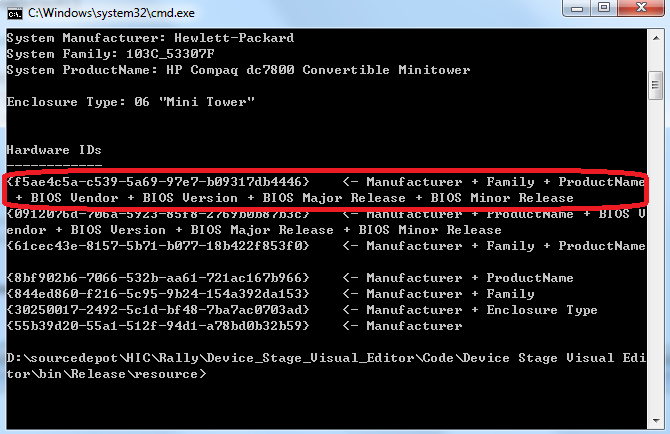 C:\Windows\system32\cmd.exe
System Manufacturer: Hewlett-Packard
System Family: 103C_53307F
System ProductName: HP Compaq dc7800 Convertible Minitower
Enclosure Type: 06 "Mini Tower"
Hardware IDs
------------
{f5ae4c5a-c539-5a69-97e7-b09317db4446}    <- Manufacturer + Family + ProductName
 + BIOS Vendor + BIOS Version + BIOS Major Release + BIOS Minor Release
{0912076d-706a-5923-85f8-2769b0b87b3c}    <- Manufacturer + ProductName + BIOS V
endor + BIOS Version + BIOS Major Release + BIOS Minor Release
{61cec43e-8157-5b71-b077-18b422f853f0}    <- Manufacturer + Family + ProductName
{8bf902b6-7066-532b-aa61-721ac167b966}    <- Manufacturer + ProductName
{844ed860-f216-5c95-9b24-154a392da153}    <- Manufacturer + Family
{30250017-2492-5c1d-bf48-7ba7ac0703ad}    <- Manufacturer + Enclosure Type
{55b39d20-55a1-512f-94d1-a78bd0b32b59}    <- Manufacturer
D:\sourcedepot\HIC\Rally\Device_Stage_Visual_Editor\Code\Device Stage Visual Edi
tor\bin\Release\resource>